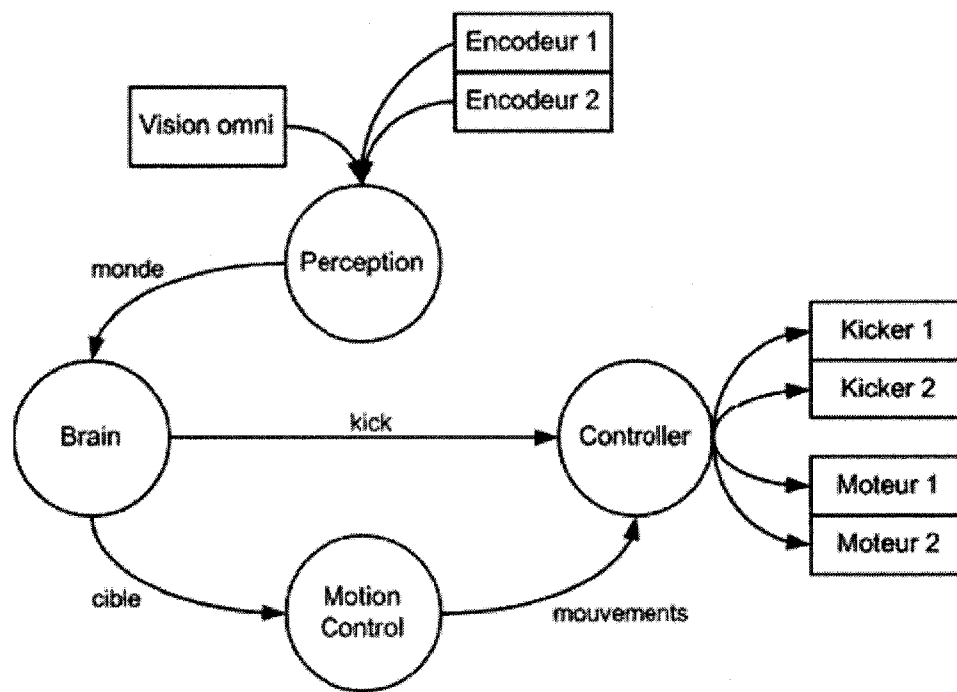 Encodeur 1
Encodeur 2
Vision omni
Perception
monde
Kicker 1
Kicker 2
Brain
kick
Controller
Moteur 1
Moteur 2
cible
Motion
Control
mouvements